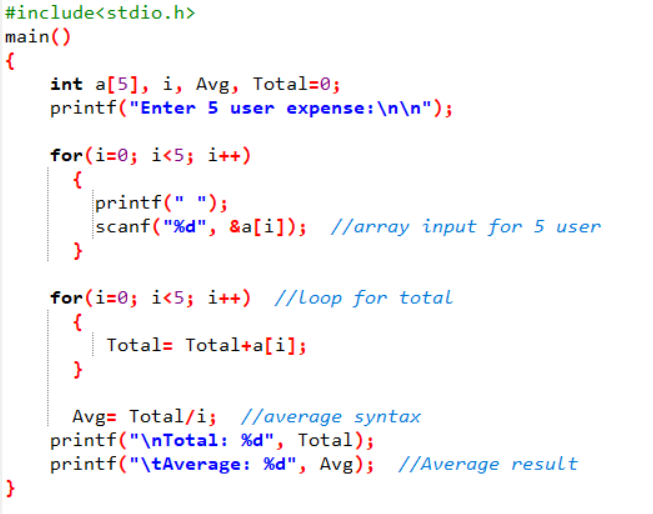 #include<stdio.h>
main()
{
int a[5], i, Avg, Total=0;
printf("Enter 5 user expense:\n\n");
for(i=0; i<5; i++)
{
printf(" ");
scanf("%d", &a[i]); //array input for 5 user
}
for(i=0; i<5; i++) //loop for total
{
Total= Total+a[i];
}
Avg= Total/i; //average syntax
printf("\nTotal: %d", Total);
printf("\tAverage: %d", Avg); //Average result
}